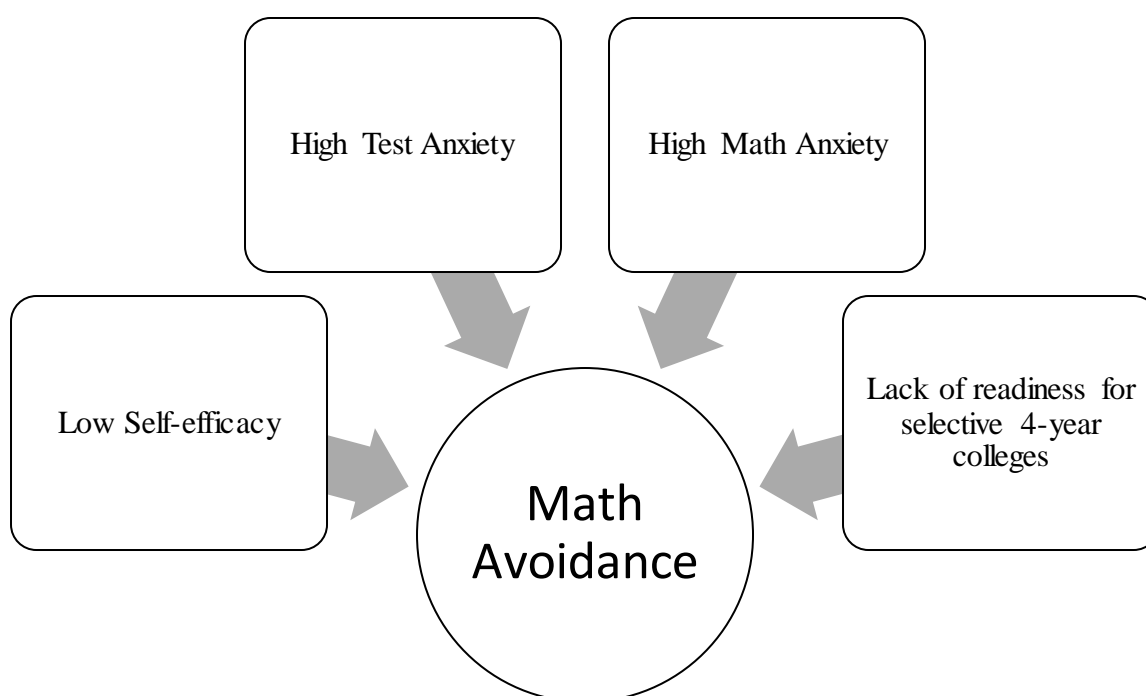 High Test Anxiety
High Math Anxiety
Low Self-efficacy
Lack of readiness for
selective 4-year
colleges
Math
Avoidance